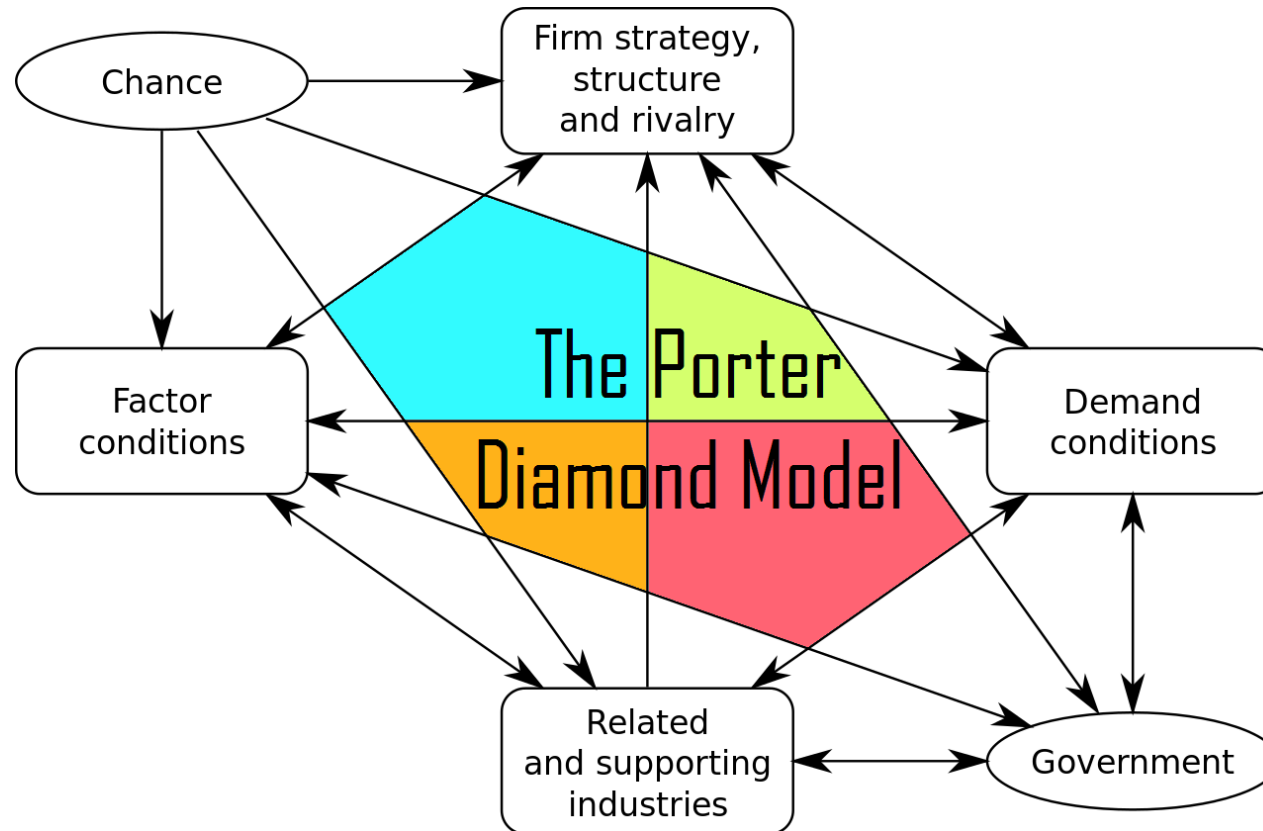 Chance
Firm strategy,
structure
and rivalry
The Porter
Diamond Model
Factor
conditions
Demand
conditions
Related
and supporting
industries
Government